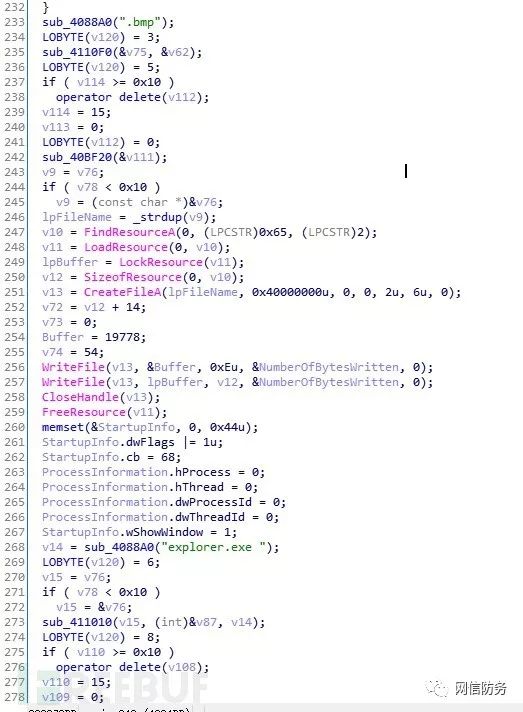 232 }
233 sub_4088A0(".bmp");
234 LOBYTE(v120) = 3;
235 sub_4110F0(&v75, &v62);
236 LOBYTE(v120) = 5;
237 if ( v114 >= 0x10 )
238 operator delete(v112);
239 v114 = 15;
240 v113 = 0;
241 LOBYTE(v112) = 0;
242 sub_40BF20(&v111);
243 v9 = v76;
244 if ( v78 < 0x10 )
245 v9 = (const char *)&v76;
246 lpFileName = _strdup(v9);
247 v10 = FindResourceA(0, (LPCSTR)0x65, (LPCSTR)2);
248 v11 = LoadResource(0, v10);
249 lpBuffer = LockResource(v11);
250 v12 = SizeofResource(0, v10);
251 v13 = CreateFileA(lpFileName, 0x40000000u, 0, 0, 2u, 6u, 0);
252 v72 = v12 + 14;
253 v73 = 0;
254 Buffer = 19778;
255 v74 = 54;
256 WriteFile(v13, &Buffer, 0xEu, &NumberOfBytesWritten, 0);
257 WriteFile(v13, lpBuffer, v12, &NumberOfBytesWritten, 0);
258 CloseHandle(v13);
259 FreeResource(v11);
260 memset(&StartupInfo, 0, 0x44u);
261 StartupInfo.dwFlags |= 1u;
262 StartupInfo.cb = 68;
263 ProcessInformation.hProcess = 0;
264 ProcessInformation.hThread = 0;
265 ProcessInformation.dwProcessId = 0;
266 ProcessInformation.dwThreadId = 0;
267 StartupInfo.wShowWindow = 1;
268 v14 = sub_4088A0("explorer.exe ");
269 LOBYTE(v120) = 6;
270 v15 = v76;
271 if ( v78 < 0x10 )
272 v15 = &v76;
273 sub_411010(v15, (int)&v87, v14);
274 LOBYTE(v120) = 8;
275 if ( v110 >= 0x10 )
276 operator delete(v108);
277 v110 = 15;
278 v109 = 0;
网信防务